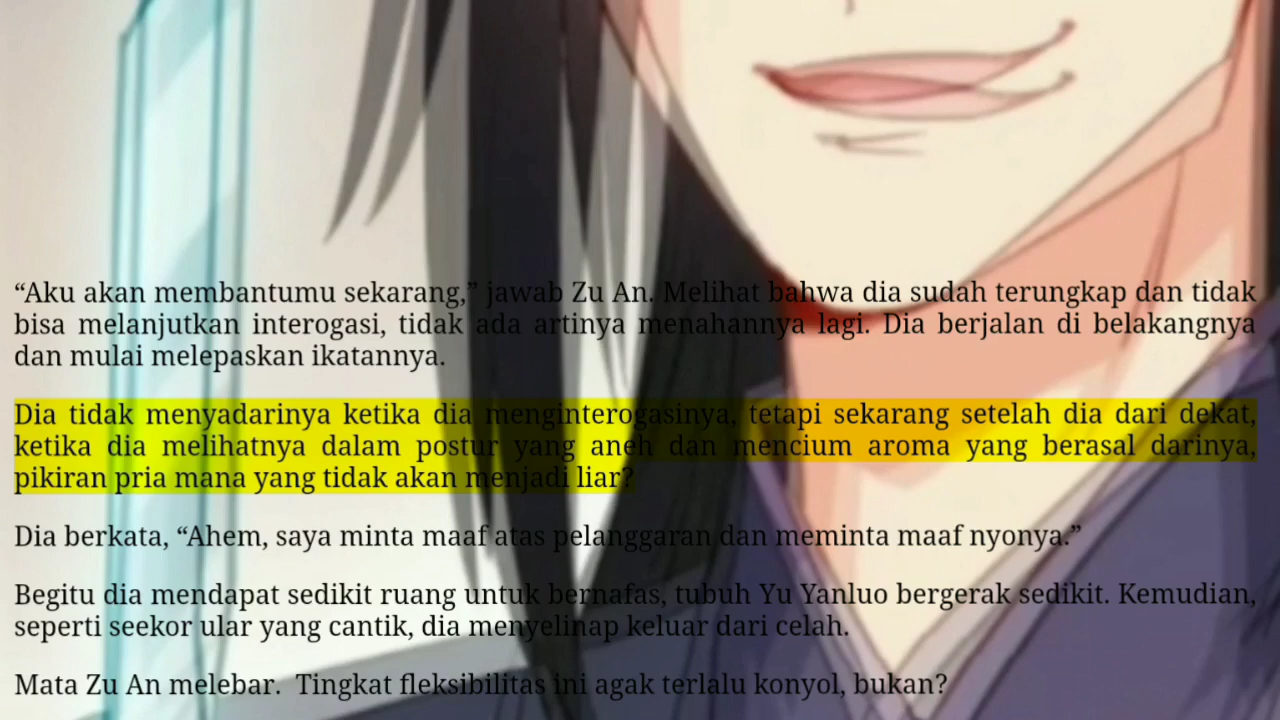 “Aku akan membantumu sekarang,” jawab Zu An. Melihat bahwa dia sudah terungkap dan tidak
bisa melanjutkan interogasi, tidak ada artinya menahannya lagi. Dia berjalan di belakangnya
dan mulai melepaskan ikatannya.
Dia tidak menyadarinya ketika dia menginterogasinya, tetapi sekarang setelah dia dari dekat,
ketika dia melihatnya dalam postur yang aneh dan mencium aroma yang berasal darinya,
pikiran pria mana yang tidak akan menjadi liar?
Dia berkata, “Ahem, saya minta maaf atas pelanggaran dan meminta maaf nyonya.”
Begitu dia mendapat sedikit ruang untuk bernafas, tubuh Yu Yanluo bergerak sedikit. Kemudian,
seperti seekor ular yang cantik, dia menyelinap keluar dari celah.
Mata Zu An melebar.  Tingkat fleksibilitas ini agak terlalu konyol, bukan?